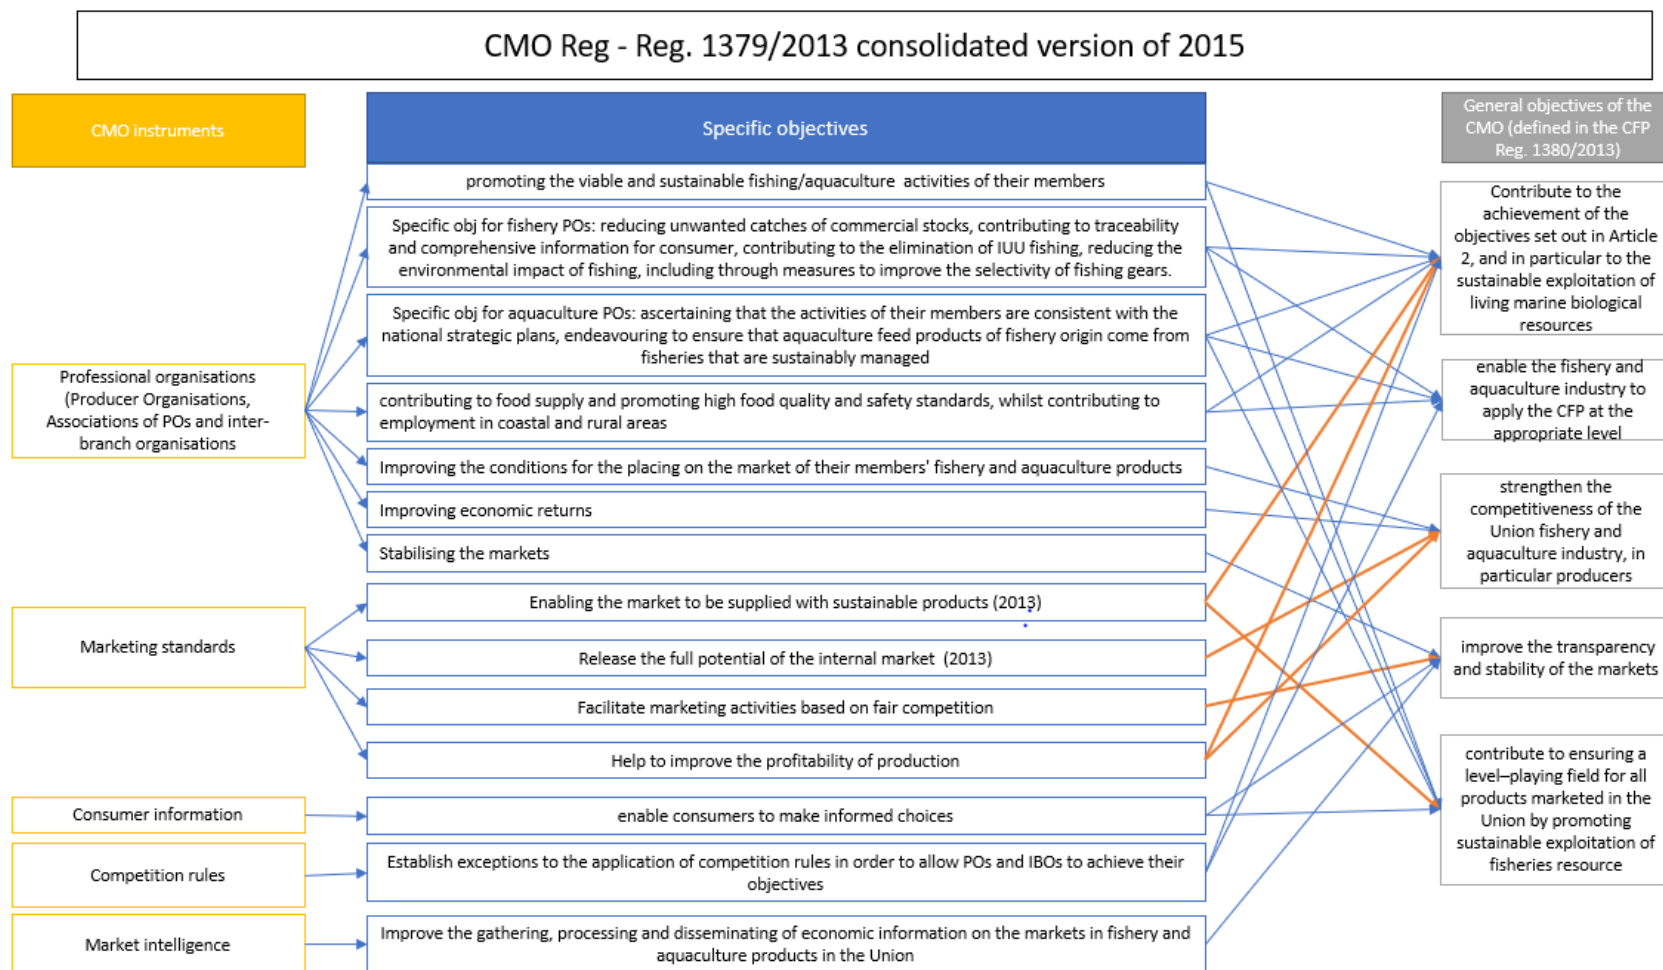 CMO Reg - Reg. 1379/2013 consolidated version of 2015
CMO instruments
Specific objectives
General objectives of the
CMO (defined in the CFP
Reg. 1380/2013)
promoting the viable and sustainable fishing/aquaculture activities of their members
Specific obj for fishery POs: reducing unwanted catches of commercial stocks, contributing to traceability
and comprehensive information for consumer, contributing to the elimination of IUU fishing, reducing the
environmental impact of fishing, including through measures to improve the selectivity of fishing gears.
Specific obj for aquaculture POs: ascertaining that the activities of their members are consistent with the
national strategic plans, endeavouring to ensure that aquaculture feed products of fishery origin come from
fisheries that are sustainably managed
Professional organisations
(Producer Organisations,
Associations of POs and inter-
branch organisations
contributing to food supply and promoting high food quality and safety standards, whilst contributing to
employment in coastal and rural areas
Improving the conditions for the placing on the market of their members' fishery and aquaculture products
Improving economic returns
Stabilising the markets
Marketing standards
Enabling the market to be supplied with sustainable products (2013)
Release the full potential of the internal market (2013)
Facilitate marketing activities based on fair competition
Help to improve the profitability of production
Consumer information
enable consumers to make informed choices
Competition rules
Establish exceptions to the application of competition rules in order to allow POs and IBOs to achieve their
objectives
Market intelligence
Improve the gathering, processing and disseminating of economic information on the markets in fishery and
aquaculture products in the Union
Contribute to the
achievement of the
objectives set out in Article
2, and in particular to the
sustainable exploitation of
living marine biological
resources
enable the fishery and
aquaculture industry to
apply the CFP at the
appropriate level
strengthen the
competitiveness of the
Union fishery and
aquaculture industry, in
particular producers
improve the transparency
and stability of the markets
contribute to ensuring a
level–playing field for all
products marketed in the
Union by promoting
sustainable exploitation of
fisheries resource